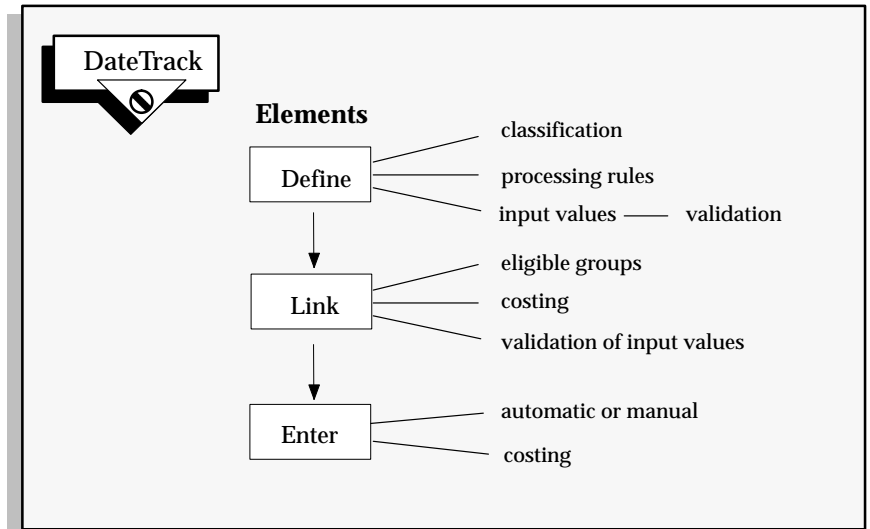 DateTrack
Elements
Define
classification
processing rules
input values — validation
Link
eligible groups
costing
validation of input values
Enter
automatic or manual
costing